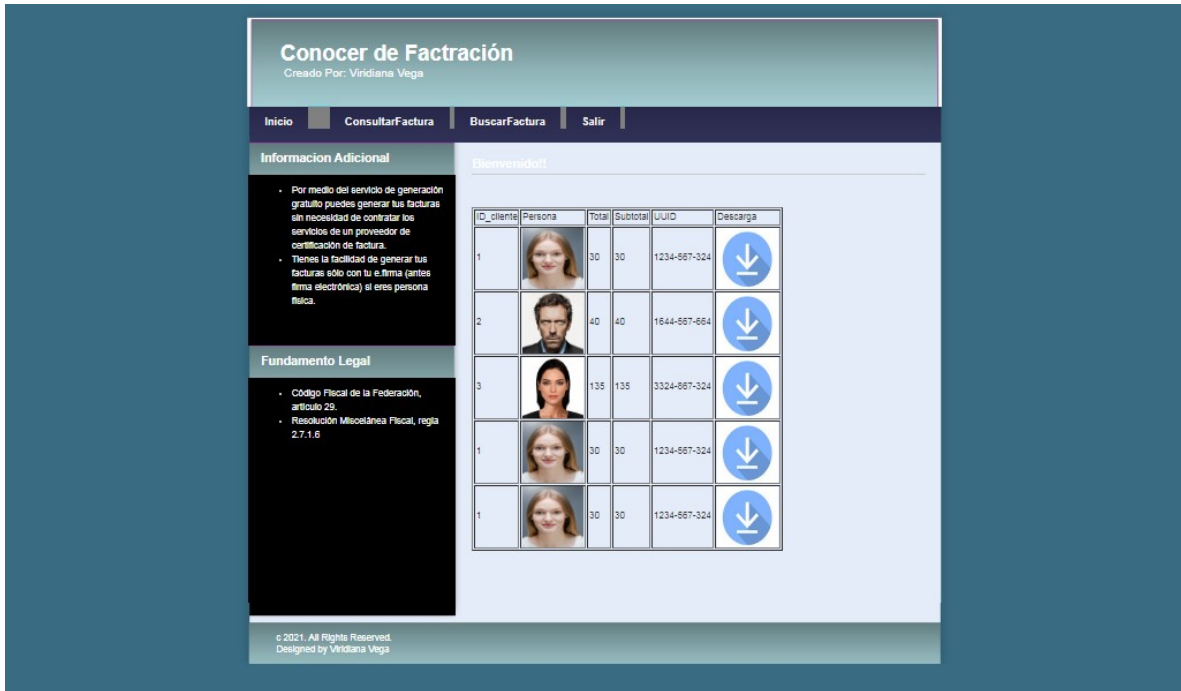 Conocer de Factración
Creado Por: Viridiana Vega
Inicio ConsultarFactura BuscarFactura Salir
Informacion Adicional
• Por medio del servicio de generación
gratuito puedes generar tus facturas
sin necesidad de contratar los
servicios de un proveedor de
certificación de factura.
• Tienes la facilidad de generar tus
facturas sólo con tu e.firma (antes
firma electrónica) si eres persona
física.
Fundamento Legal
• Código Fiscal de la Federación,
artículo 29.
• Resolución Miscelánea Fiscal, regla
2.7.1.6
Bienvenido!!
ID_cliente Persona Total Subtotal UUID Descarga
1 30 30 1234-567-324
2 40 40 1644-567-664
3 135 135 3324-567-324
1 30 30 1234-567-324
1 30 30 1234-567-324
c 2021. All Rights Reserved.
Designed by Viridiana Vega